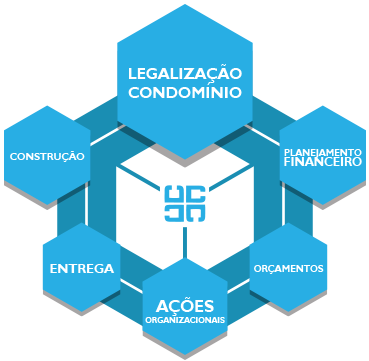 LEGALIZAÇÃO
CONDOMÍNIO
CONSTRUÇÃO
PLANEJAMENTO
FINANCEIRO
ENTREGA
ORÇAMENTOS
AÇÕES
ORGANIZACIONAIS